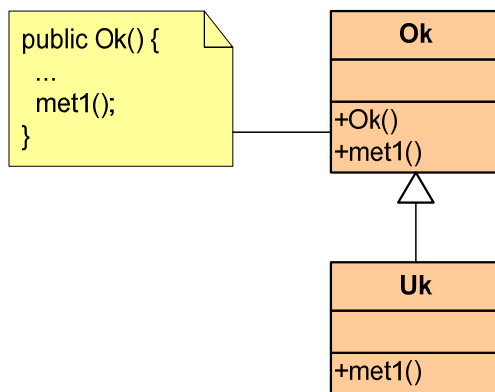 public Ok() {
...
met1();
}
Ok
+Ok()
+met1()
Uk
+met1()